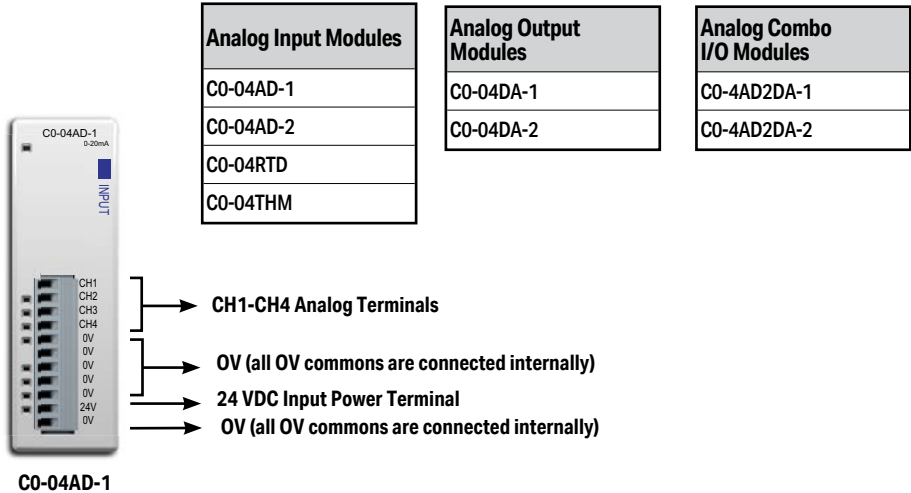 Analog Input Modules
C0-04AD-1
C0-04AD-2
C0-04RTD
C0-04THM
Analog Output
Modules
C0-04DA-1
C0-04DA-2
Analog Combo
I/O Modules
C0-4AD2DA-1
C0-4AD2DA-2
C0-04AD-1
0-20mA
INPUT
CH1
CH2
CH3
CH4
0V
0V
0V
0V
0V
24V
0V
CH1-CH4 Analog Terminals
OV (all OV commons are connected internally)
24 VDC Input Power Terminal
OV (all OV commons are connected internally)
C0-04AD-1